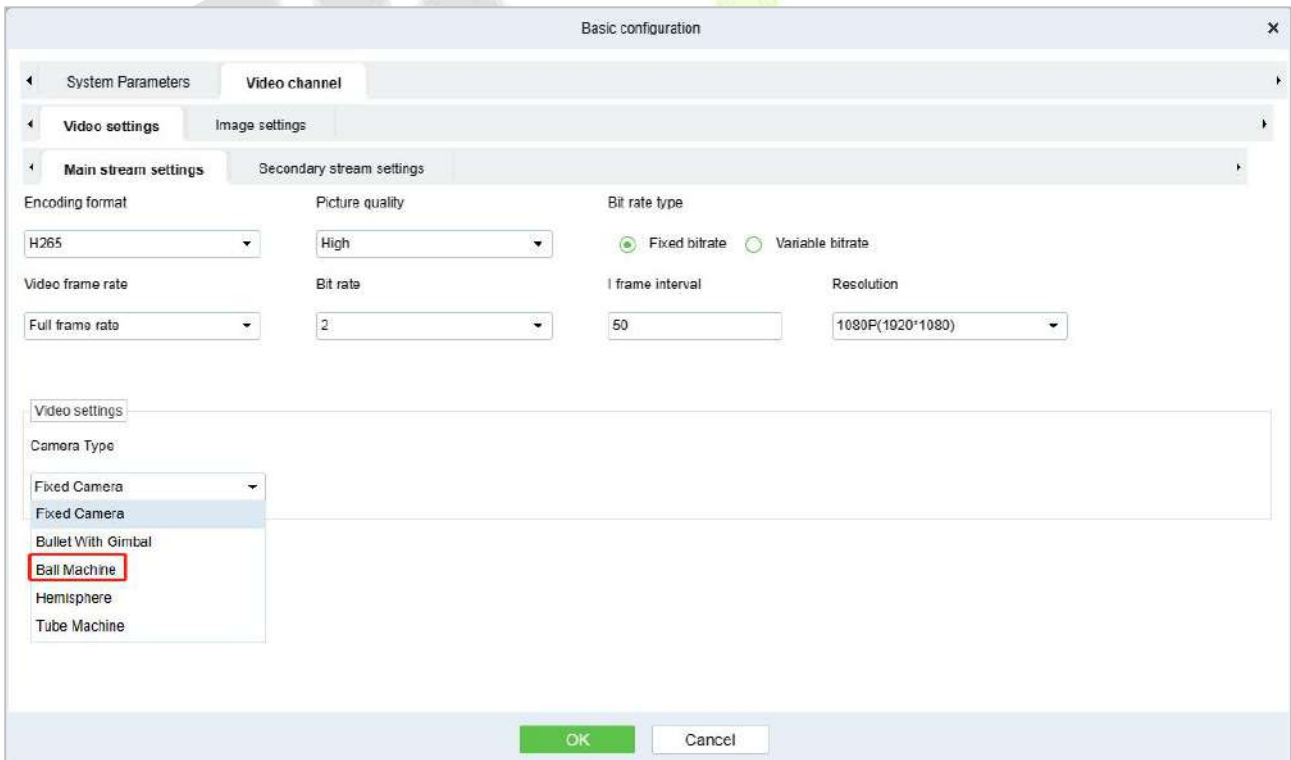 Basic configuration
System Parameters Video channel
Video settings Image settings
Main stream settings Secondary stream settings
Encoding format Picture quality Bit rate type
H265 High Fixed bitrate Variable bitrate
Video frame rate Bit rate I frame interval Resolution
Full frame rate 2 50 1080P(1920*1080)
Video settings
Camera Type
Fixed Camera
Fixed Camera
Bullet With Gimbal
Ball Machine
Hemisphere
Tube Machine
OK Cancel